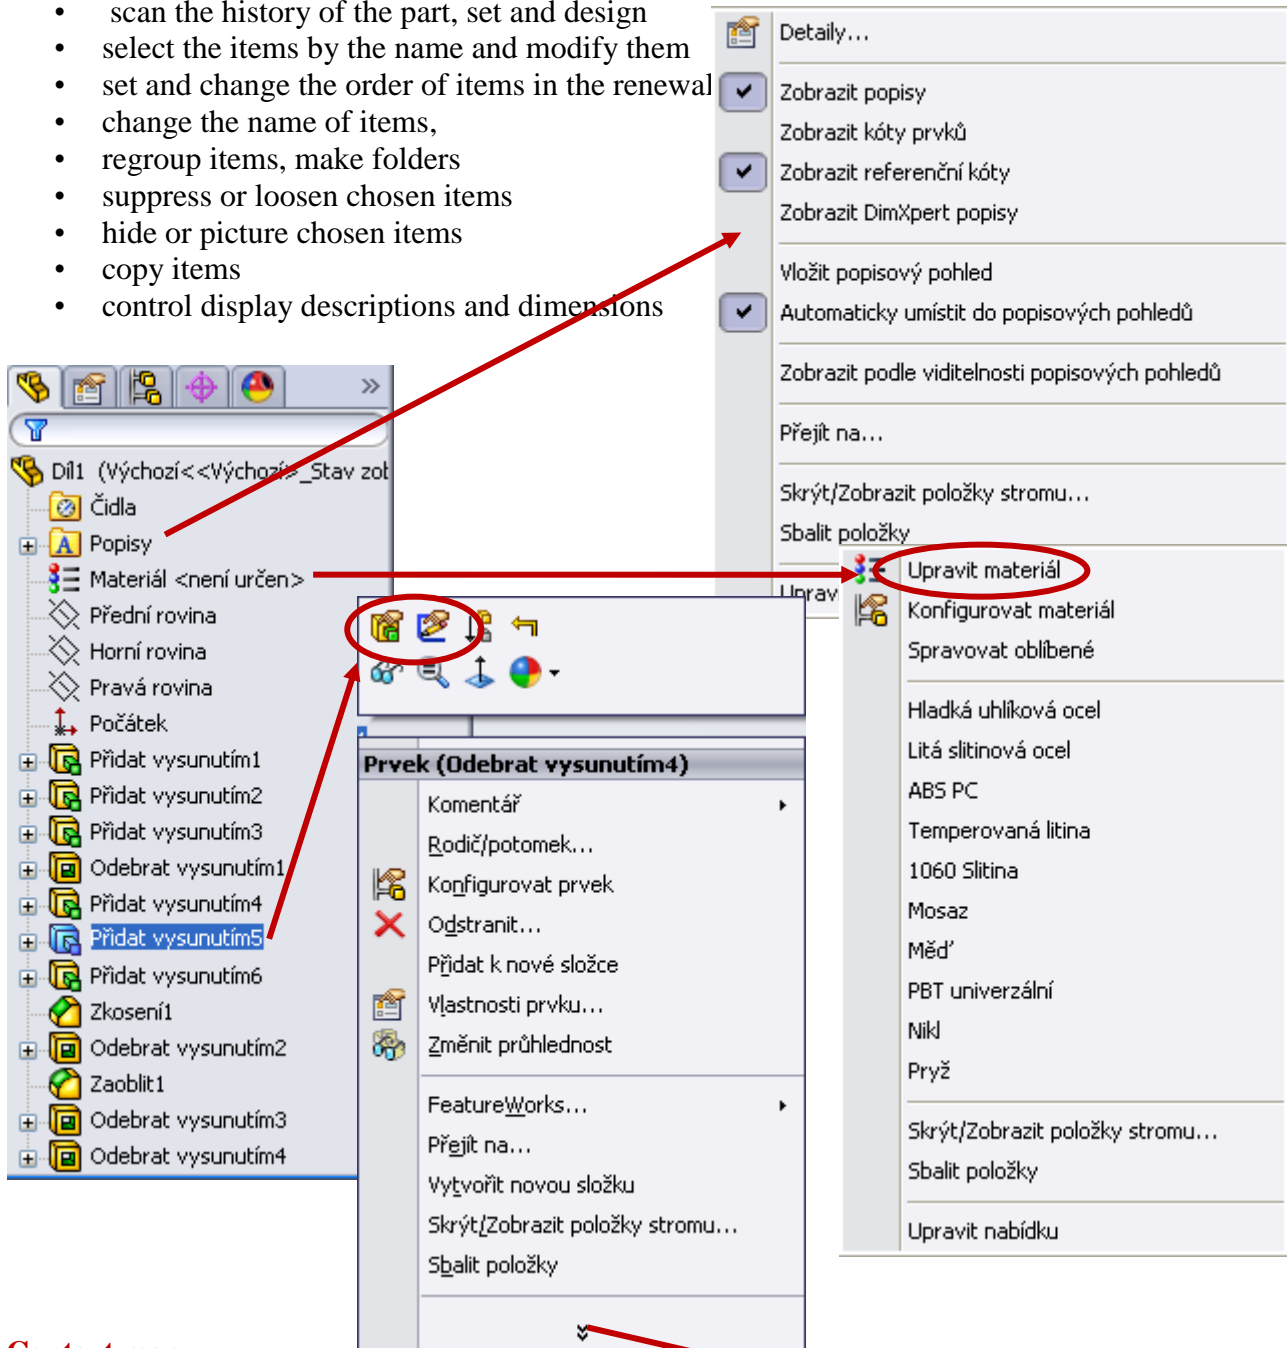 • scan the history of the part, set and design
• select the items by the name and modify them
• set and change the order of items in the renewal
• change the name of items,
• regroup items, make folders
• suppress or loosen chosen items
• hide or picture chosen items
• copy items
• control display descriptions and dimensions
Detaily...
Zobrazit popisy
Zobrazit kóty prvků
Zobrazit referenční kóty
Zobrazit DimXpert popisy
Vložit popisový pohled
Automaticky umístit do popisových pohledů
Zobrazit podle viditelnosti popisových pohledů
Přejít na...
Skrýt/Zobrazit položky stromu...
Sbalit položky
Uprav
Díl1 (Výchozí<<Výchozí>_Stav zob
Čidla
Popisy
Materiál <není určen>
Přední rovina
Horní rovina
Pravá rovina
Počátek
Přidat vysunutím1
Přidat vysunutím2
Přidat vysunutím3
Odebrat vysunutím1
Přidat vysunutím4
Přidat vysunutím5
Přidat vysunutím6
Zkosení1
Odebrat vysunutím2
Zaoblit1
Odebrat vysunutím3
Odebrat vysunutím4
Prvek (Odebrat vysunutím4)
Komentář
Rodič/potomek...
Konfigurovat prvek
Odstranit...
Přidat k nové složce
Vlastnosti prvku...
Změnit průhlednost
FeatureWorks...
Přejít na...
Vytvořit novou složku
Skrýt/Zobrazit položky stromu...
Sbalit položky
Upravit materiál
Konfigurovat materiál
Spravovat oblíbené
Hladká uhlíková ocel
Litá slitinová ocel
ABS PC
Temperovaná litina
1060 Slitina
Mosaz
Měď
PBT univerzální
Nikl
Pryž
Skrýt/Zobrazit položky stromu...
Sbalit položky
Upravit nabídku